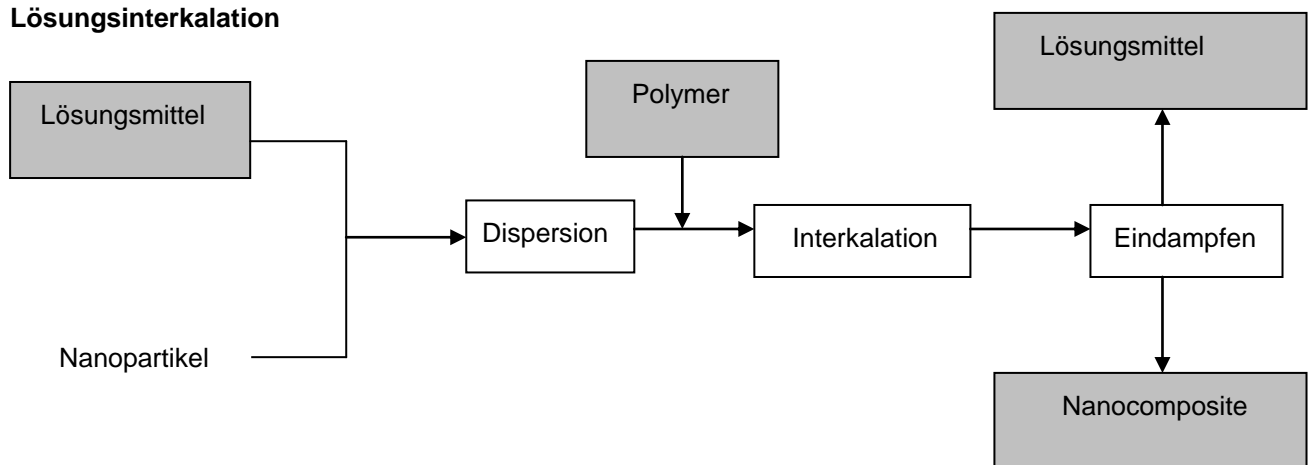 Lösungsinterkalation
Lösungsmittel
Polymer
Lösungsmittel
Dispersion
Interkalation
Eindampfen
Nanopartikel
Nanocomposite